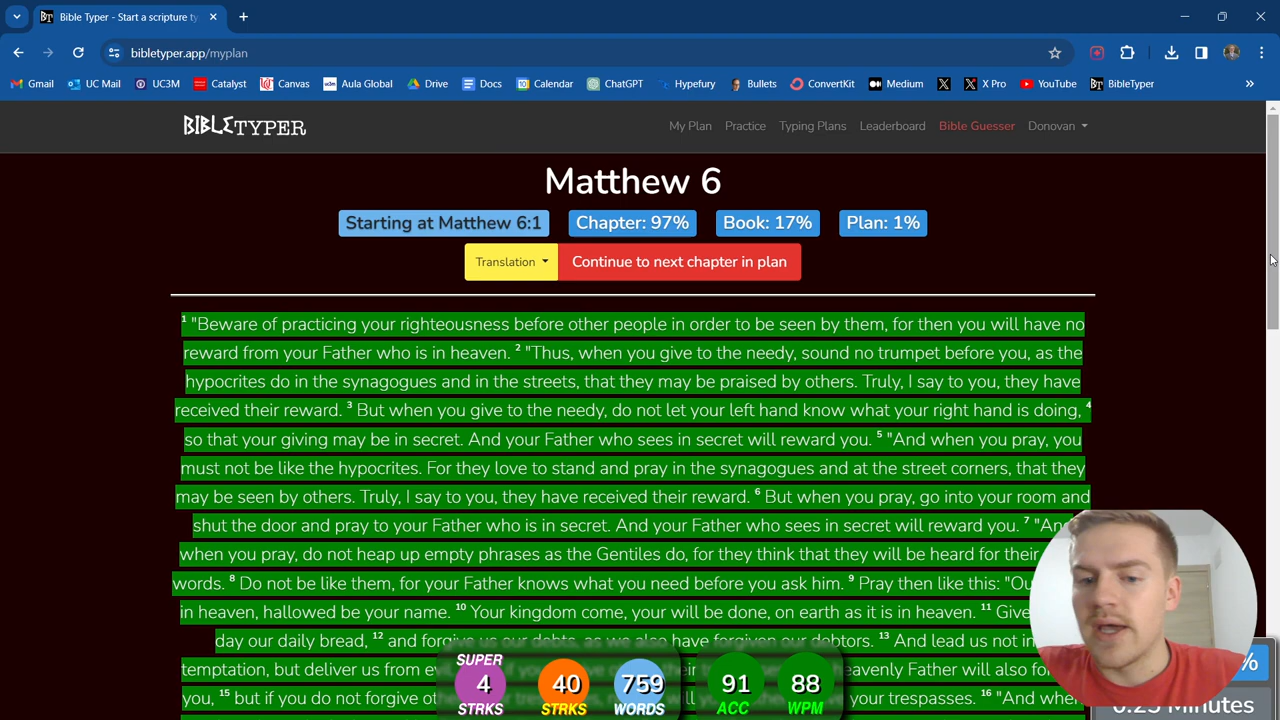 Bible Typer - Start a scripture ty
bibletyper.app/myplan
Gmail UC Mail UC3M Catalyst Canvas Aula Global Drive Docs Calendar ChatGPT Hypefury Bullets ConvertKit Medium X X Pro YouTube BibleTyper
BIBLETYPER My Plan Practice Typing Plans Leaderboard Bible Guesser Donovan
Matthew 6
Starting at Matthew 6:1 Chapter: 97% Book: 17% Plan: 1%
Translation Continue to next chapter in plan
1 "Beware of practicing your righteousness before other people in order to be seen by them, for then you will have no
reward from your Father who is in heaven. 2 "Thus, when you give to the needy, sound no trumpet before you, as the
hypocrites do in the synagogues and in the streets, that they may be praised by others. Truly, I say to you, they have
received their reward. 3 But when you give to the needy, do not let your left hand know what your right hand is doing, 4
so that your giving may be in secret. And your Father who sees in secret will reward you. 5 "And when you pray, you
must not be like the hypocrites. For they love to stand and pray in the synagogues and at the street corners, that they
may be seen by others. Truly, I say to you, they have received their reward. 6 But when you pray, go into your room and
shut the door and pray to your Father who is in secret. And your Father who sees in secret will reward you. 7 "And
when you pray, do not heap up empty phrases as the Gentiles do, for they think that they will be heard for their
words. 8 Do not be like them, for your Father knows what you need before you ask him. 9 Pray then like this: "Ou
in heaven, hallowed be your name. 10 Your kingdom come, your will be done, on earth as it is in heaven. 11 Give
day our daily bread, 12 and forgive us our debts, as we also have forgiven our debtors. 13 And lead us not in
temptation, but deliver us from ev heavenly Father will also fo
you, 15 but if you do not forgive ot your trespasses. 16 "And when
SUPER
4 40 759 91 88
STRKS STRKS WORDS ACC WPM
%
0.25 Minutes